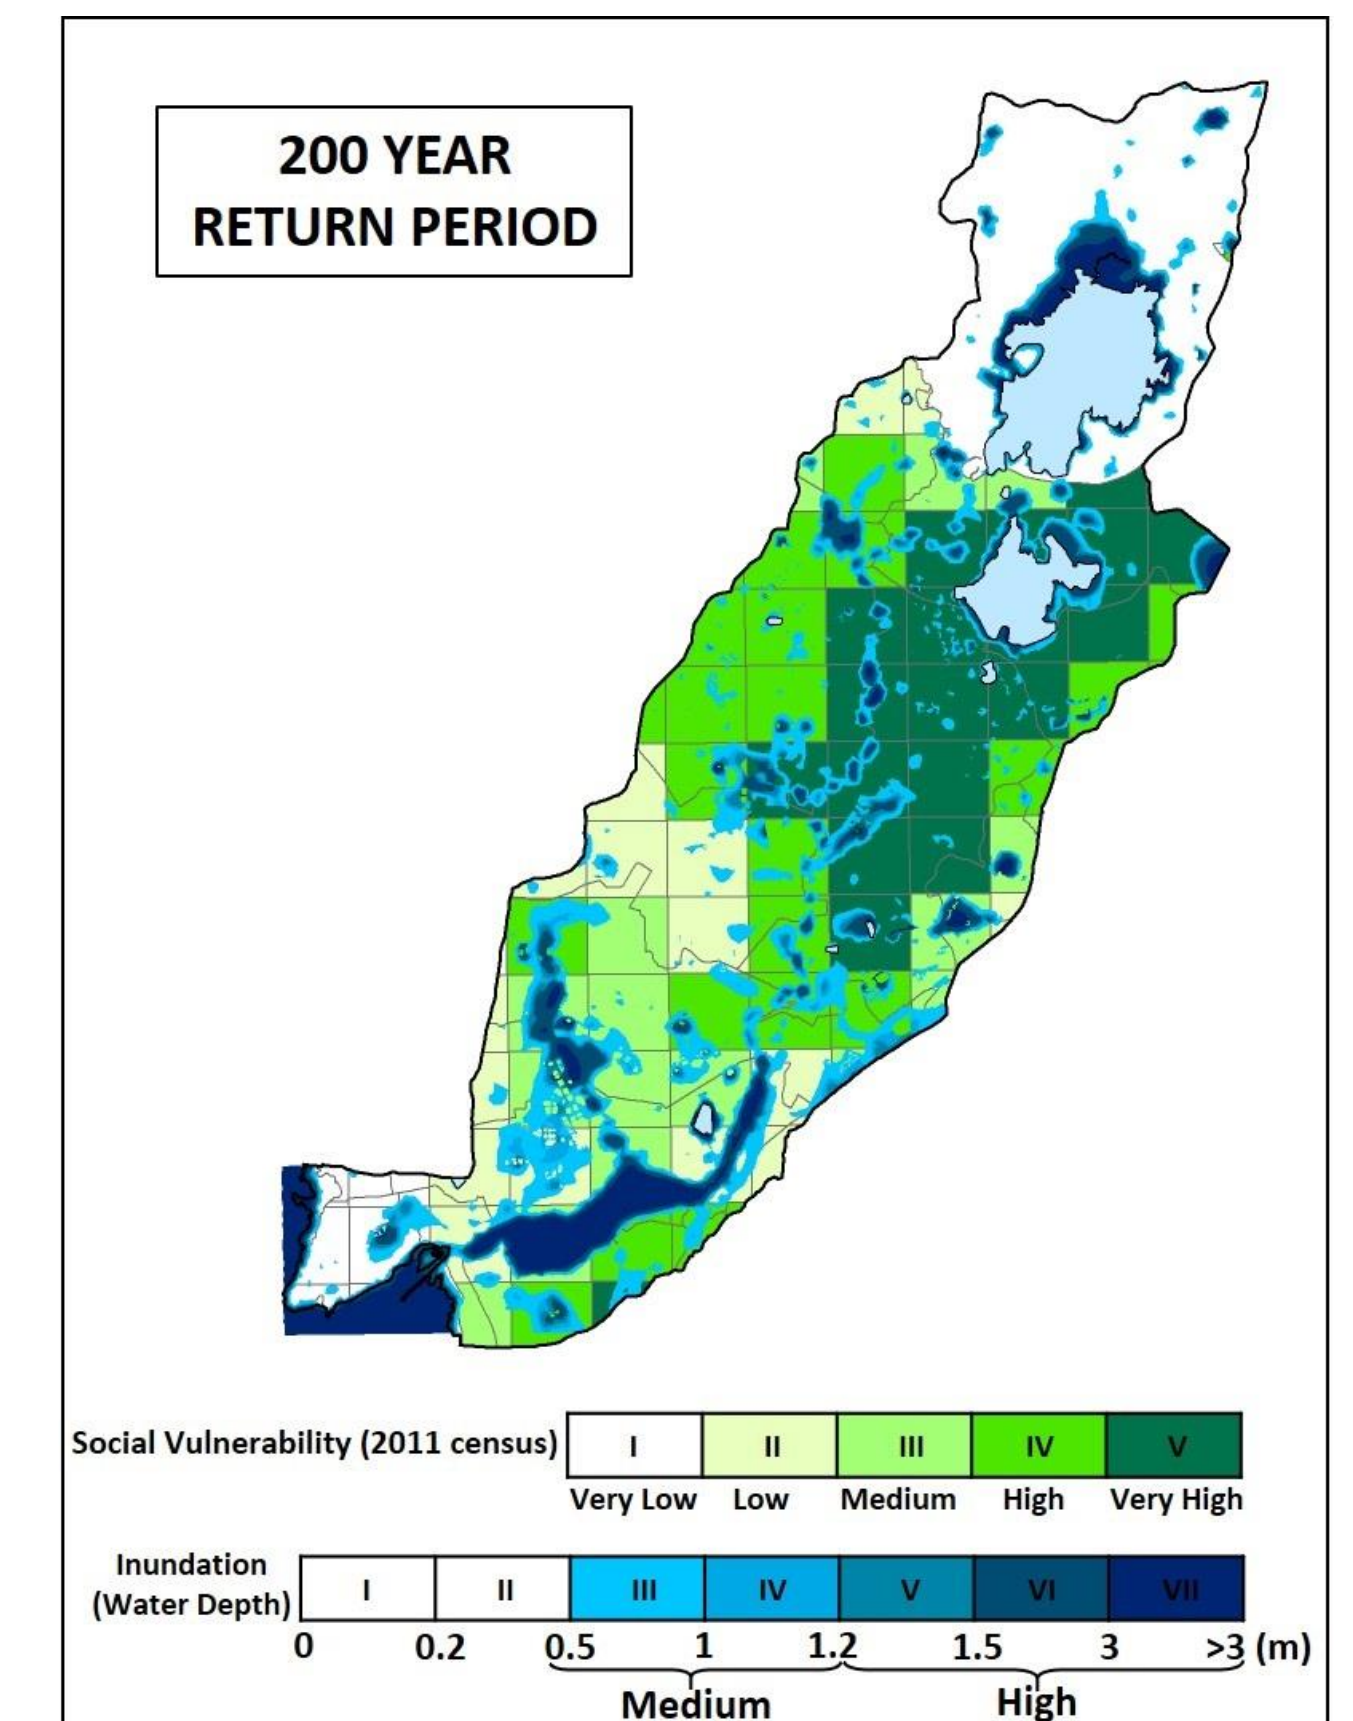 200 YEAR
RETURN PERIOD
Social Vulnerability (2011 census)
I II III IV V
Very Low Low Medium High Very High
Inundation
(Water Depth)
I II III IV V VI VII
0 0.2 0.5 1 1.2 1.5 3 >3 (m)
Medium High